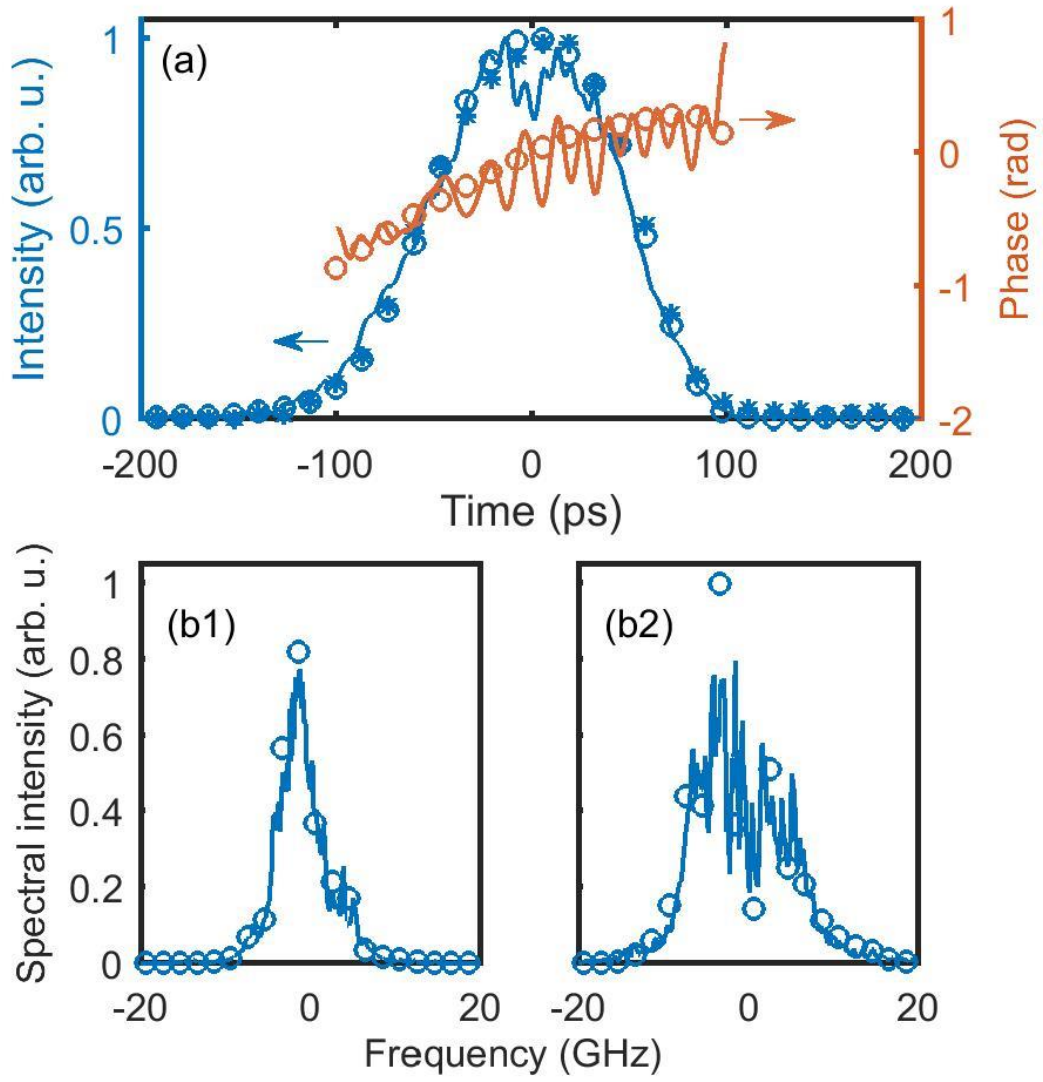 (a)
1
0.5
0
Intensity (arb. u.)
1
0
-1
-2
Phase (rad)
-200 -100 0 100 200
Time (ps)
Spectral intensity (arb. u.)
1
0.8
0.6
0.4
0.2
0
(b1) (b2)
-20 0 20 -20 0 20
Frequency (GHz)